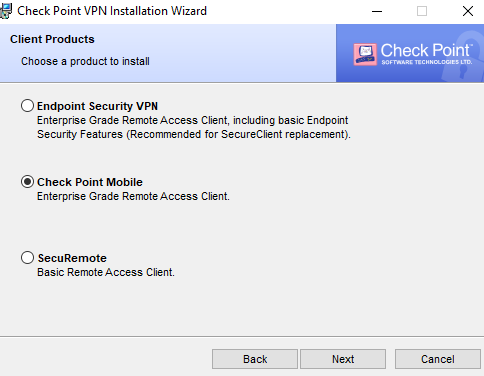 Check Point VPN Installation Wizard
Client Products
Choose a product to install
Check Point™
SOFTWARE TECHNOLOGIES LTD.
Endpoint Security VPN
Enterprise Grade Remote Access Client, including basic Endpoint
Security Features (Recommended for SecureClient replacement).
Check Point Mobile
Enterprise Grade Remote Access Client.
SecuRemote
Basic Remote Access Client.
Back
Next
Cancel